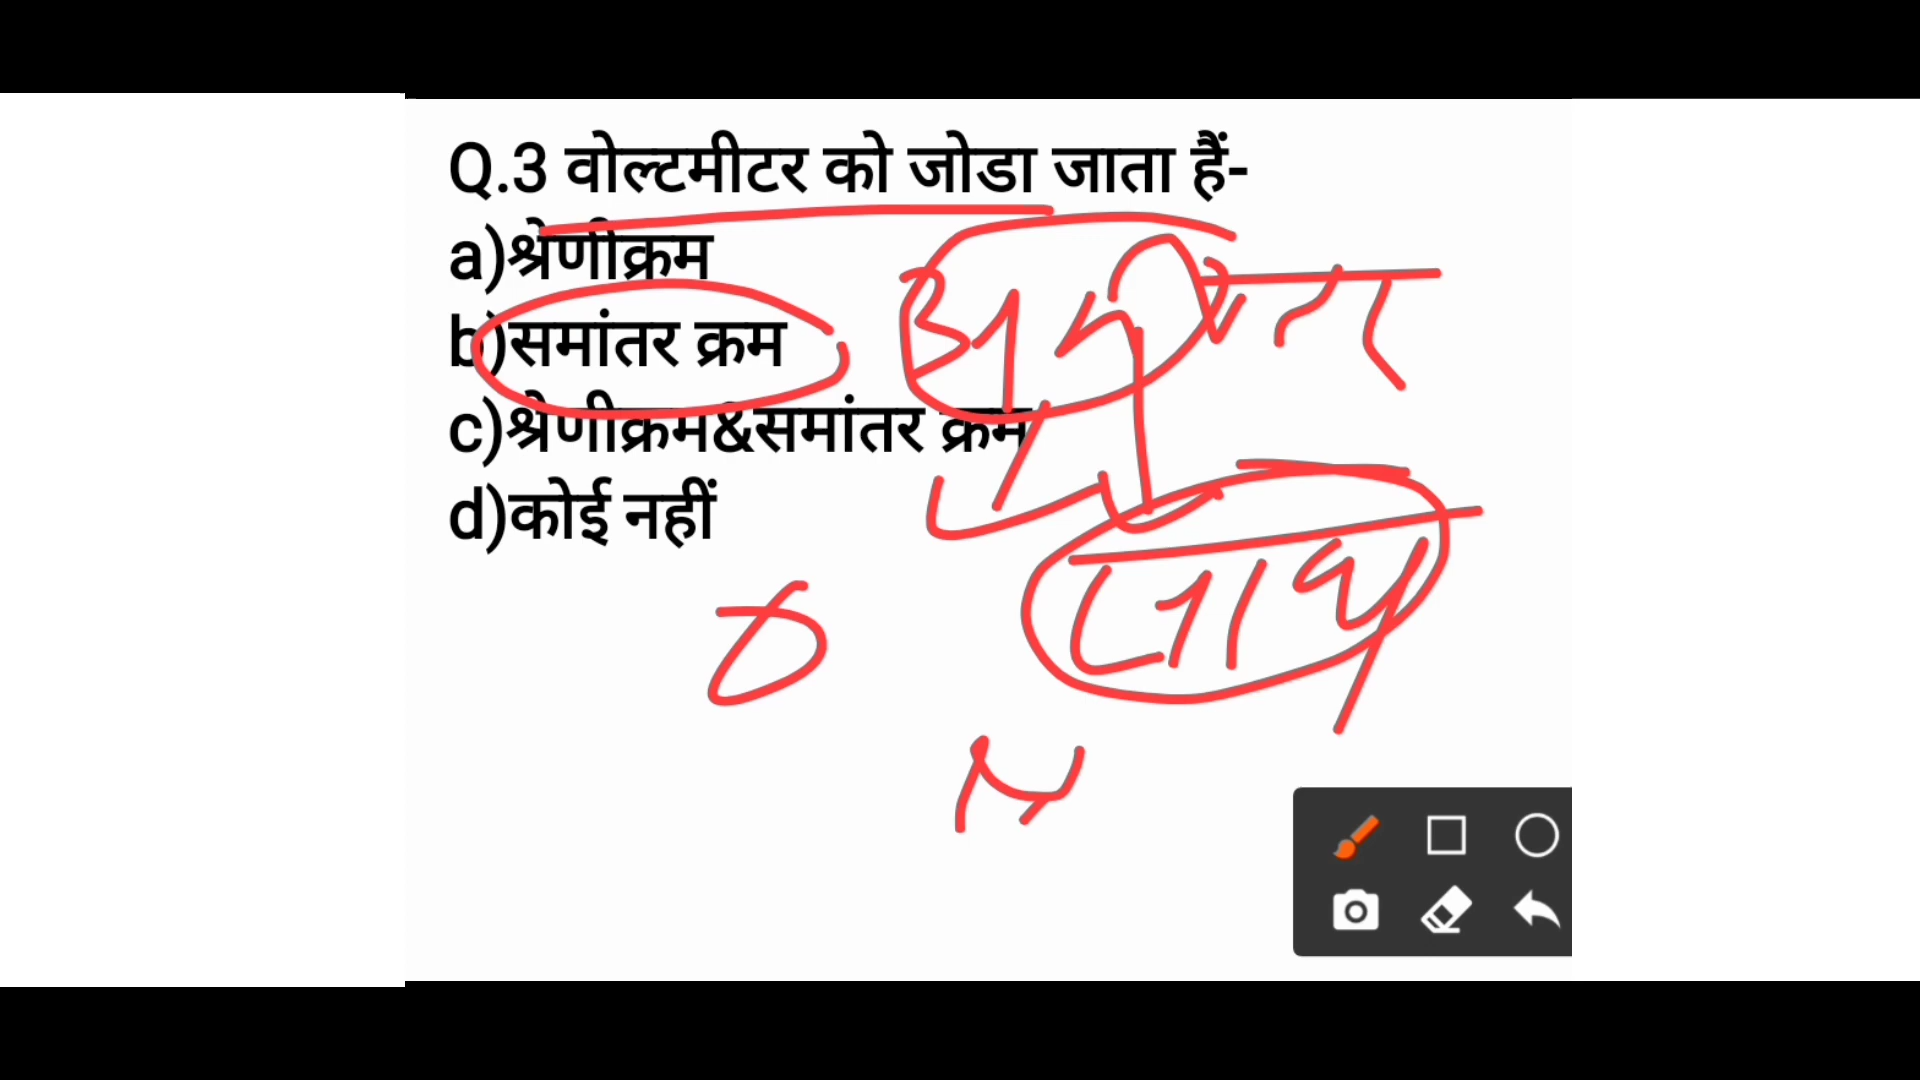 Q.3 वोल्टमीटर को जोडा जाता हैं-
a)श्रेणीक्रम
b)समांतर क्रम
c)श्रेणीक्रम&समांतर क्रम
d)कोई नहीं